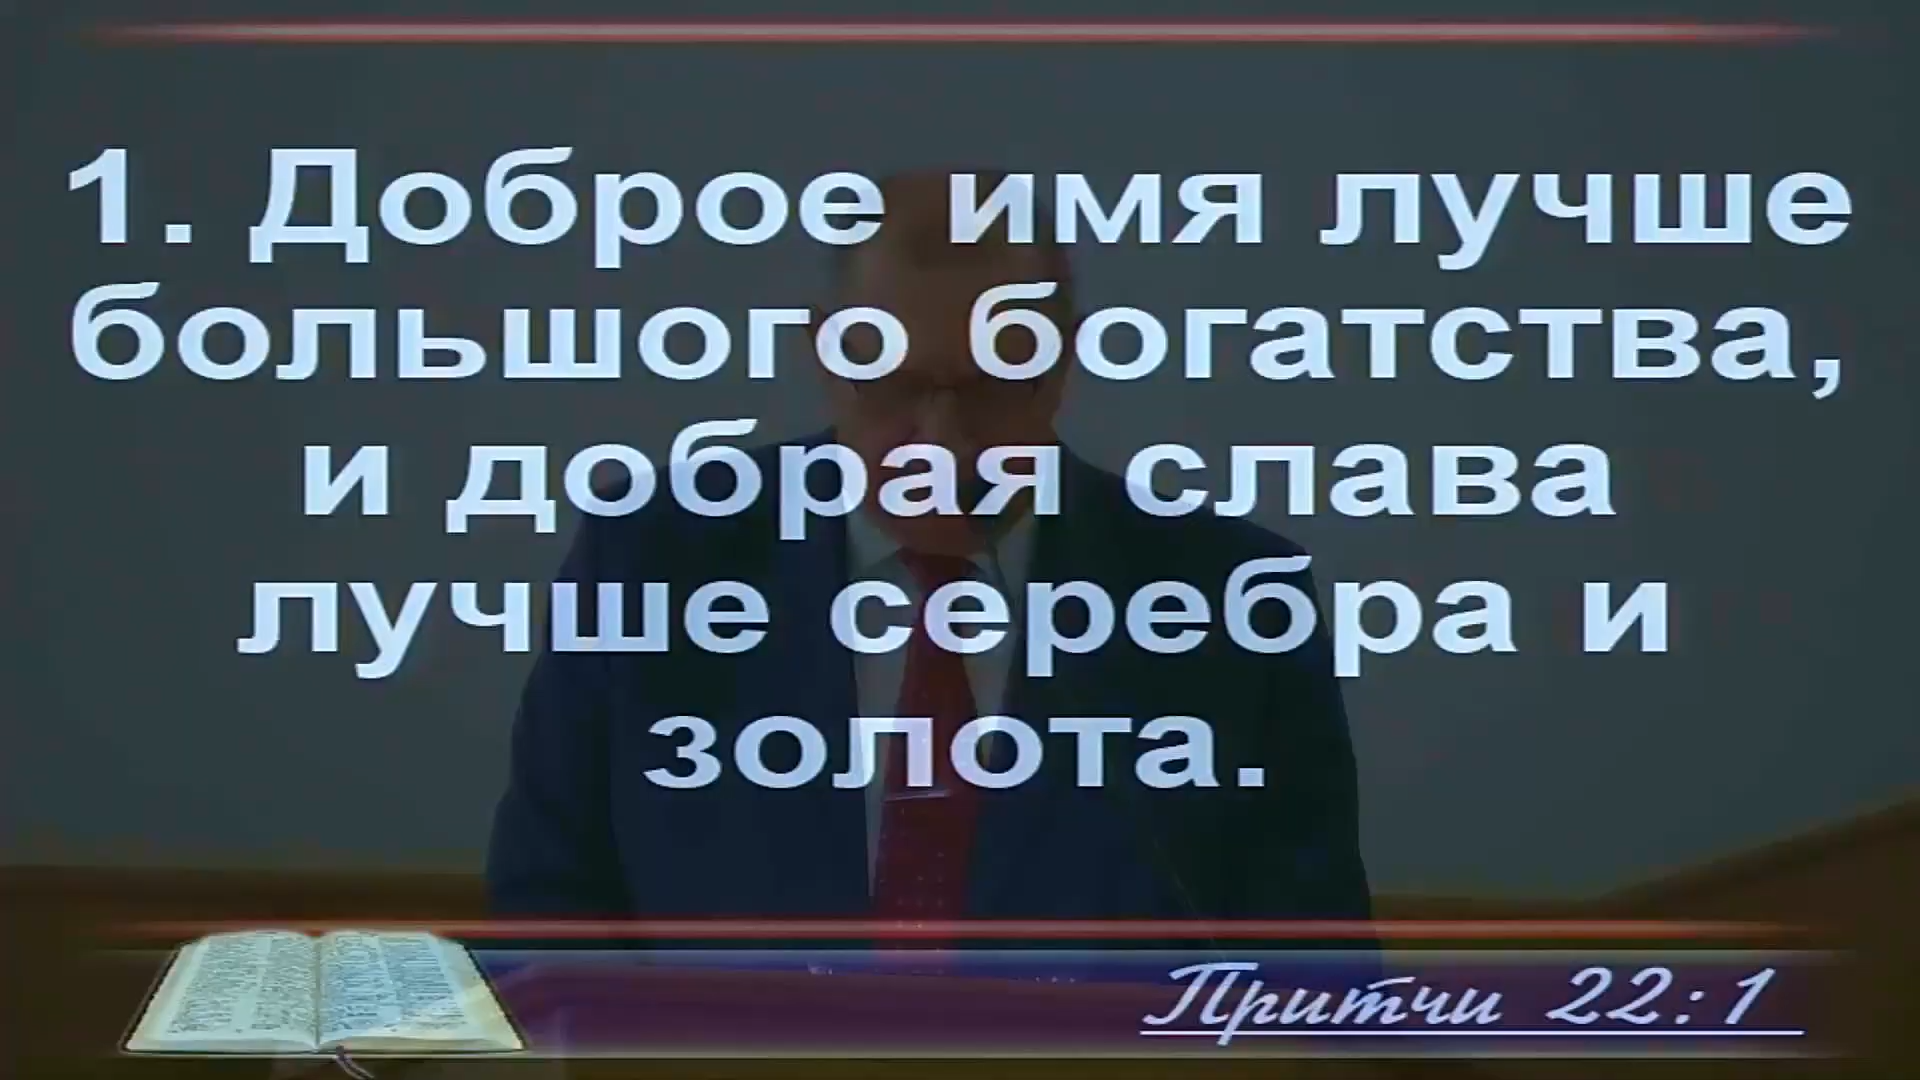 1. Доброе имя лучше
большого богатства,
и добрая слава
лучше серебра и
золота.
Притчи 22:1